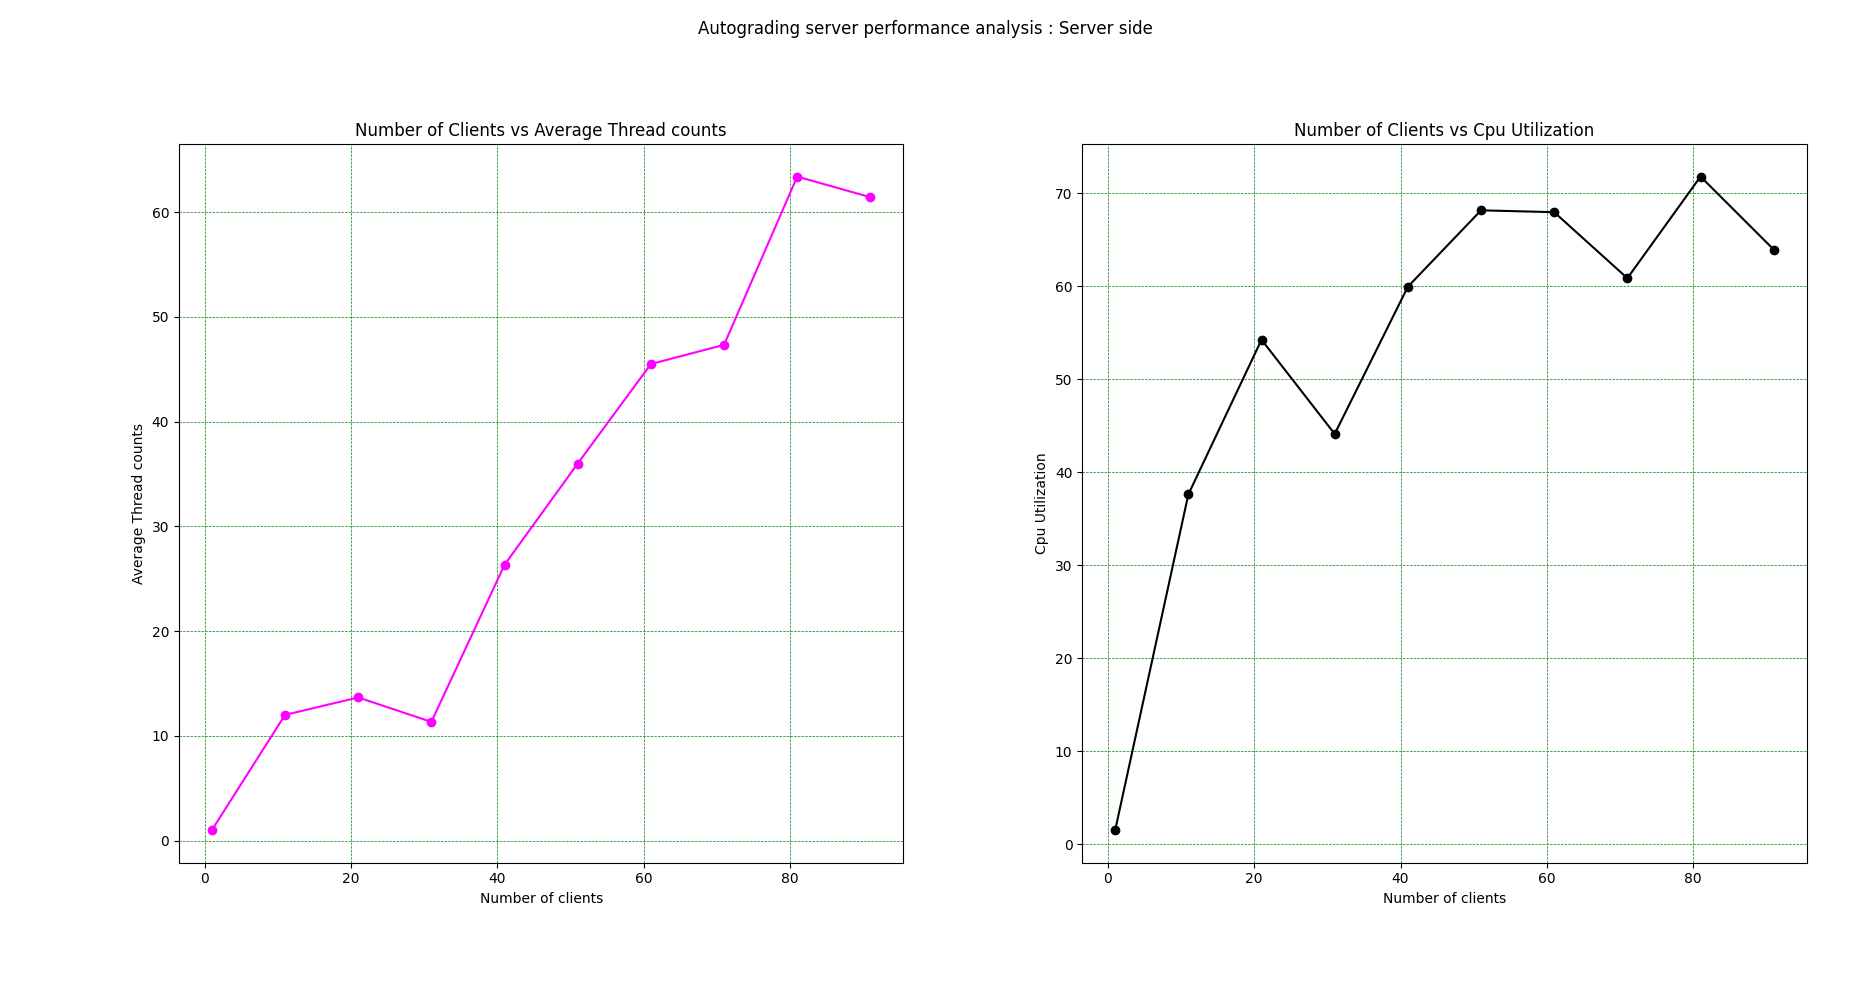 Autograding server performance analysis : Server side
Number of Clients vs Average Thread counts
Average Thread counts
60
50
40
30
20
10
0
0 20 40 60 80
Number of clients
Number of Clients vs Cpu Utilization
Cpu Utilization
70
60
50
40
30
20
10
0
0 20 40 60 80
Number of clients